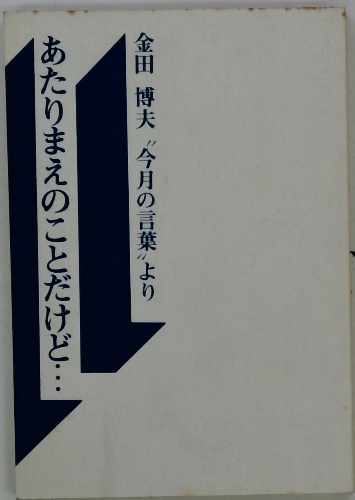 金田 博夫〝今月の言葉〟より
あたりまえのことだけど…